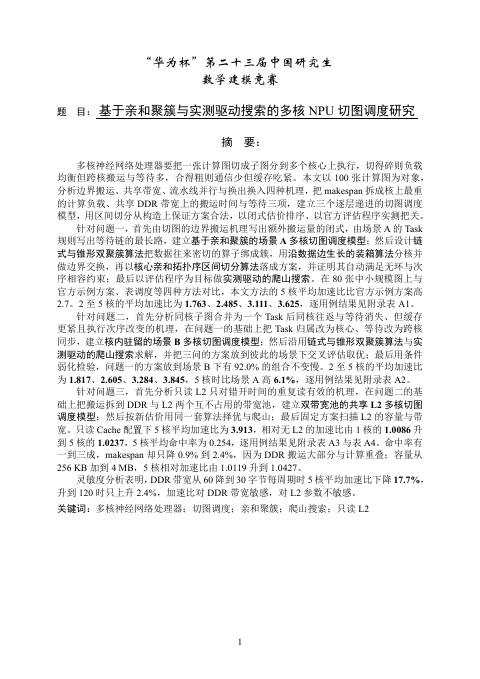 “华为杯”第二十三届中国研究生
数学建模竞赛
题 目: 基于亲和聚簇与实测驱动搜索的多核 NPU 切图调度研究
摘 要:
多核神经网络处理器要把一张计算图切成子图分到多个核心上执行，切得碎则负载
均衡但跨核搬运与等待多，合得粗则通信少但缓存吃紧。本文以 100 张计算图为对象，
分析边界搬运、共享带宽、流水线并行与换出换入四种机理，把 makespan 拆成核上最重
的计算负载、共享 DDR 带宽上的搬运时间与等待三项，建立三个逐层递进的切图调度
模型，用区间切分从构造上保证方案合法，以闭式估价排序、以官方评估程序实测把关。
针对问题一，首先由切图的边界搬运机理写出额外搬运量的闭式，由场景 A 的 Task
规则写出等待链的最长路，建立基于亲和聚簇的场景 A 多核切图调度模型；然后设计链
式与锥形双聚簇算法把数据往来密切的算子绑成簇，用沿数据边生长的装箱算法分核并
做边界交换，再以核心亲和拓扑序区间切分算法落成方案，并证明其自动满足无环与次
序相容约束；最后以评估程序为目标做实测驱动的爬山搜索。在 80 张中小规模图上与
官方示例方案、表调度等四种方法对比，本文方法的 5 核平均加速比比官方示例方案高
2.7。2 至 5 核的平均加速比为 1.763、2.485、3.111、3.625，逐用例结果见附录表 A1。
针对问题二，首先分析同核子图合并为一个 Task 后同核往返与等待消失、但缓存
更紧且执行次序改变的机理，在问题一的基础上把 Task 归属改为核心、等待改为跨核
同步，建立核内驻留的场景 B 多核切图调度模型；然后沿用链式与锥形双聚簇算法与实
测驱动的爬山搜索求解，并把三问的方案放到彼此的场景下交叉评估取优；最后用条件
弱化检验，问题一的方案放到场景 B 下有 92.0% 的组合不变慢。2 至 5 核的平均加速比
为 1.817、2.605、3.284、3.845，5 核时比场景 A 高 6.1%，逐用例结果见附录表 A2。
针对问题三，首先分析只读 L2 只对错开时间的重复读有效的机理，在问题二的基
础上把搬运拆到 DDR 与 L2 两个互不占用的带宽池，建立双带宽池的共享 L2 多核切图
调度模型；然后按新估价用同一套算法择优与爬山；最后固定方案扫描 L2 的容量与带
宽。只读 Cache 配置下 5 核平均加速比为 3.913，相对无 L2 的加速比由 1 核的 1.0086 升
到 5 核的 1.0237。5 核平均命中率为 0.254，逐用例结果见附录表 A3 与表 A4。命中率有
一到三成，makespan 却只降 0.9% 到 2.4%，因为 DDR 搬运大部分与计算重叠；容量从
256 KB 加到 4 MB，5 核相对加速比由 1.0119 升到 1.0427。
灵敏度分析表明，DDR 带宽从 60 降到 30 字节每周期时 5 核平均加速比下降 17.7%，
升到 120 时只上升 2.4%，加速比对 DDR 带宽敏感，对 L2 参数不敏感。
关键词：多核神经网络处理器；切图调度；亲和聚簇；爬山搜索；只读 L2
1